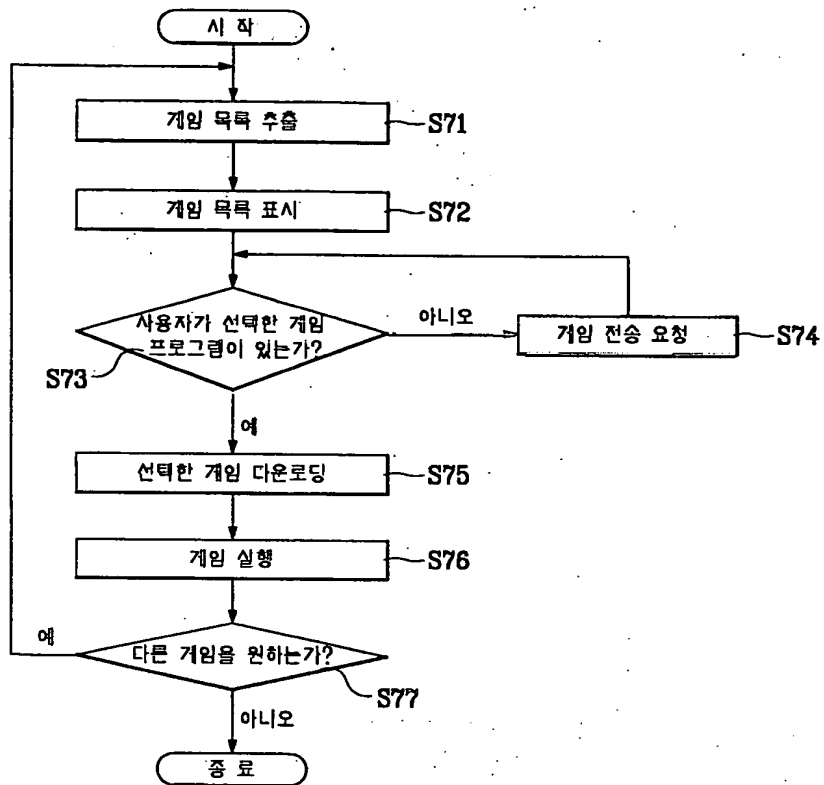 시 작
게임 목록 추출
S71
게임 목록 표시
S72
사용자가 선택한 게임
프로그램이 있는가?
S73
아니오
게임 전송 요청
S74
예
선택한 게임 다운로딩
S75
게임 실행
S76
예
다른 게임을 원하는가?
S77
아니오
종 료